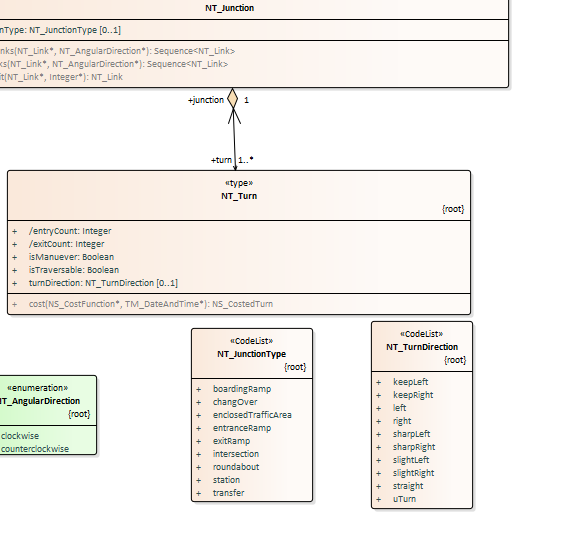 NT_Junction
nType: NT_JunctionType [0..1]
nks(NT_Link*, NT_AngularDirection*): Sequence<NT_Link>
ks(NT_Link*, NT_AngularDirection*): Sequence<NT_Link>
it(NT_Link*, Integer*): NT_Link
+junction 1
+turn 1..*
«type»
NT_Turn
{root}
+ /entryCount: Integer
+ /exitCount: Integer
+ isManuever: Boolean
+ isTraversable: Boolean
+ turnDirection: NT_TurnDirection [0..1]
+ cost(NS_CostFunction*, TM_DateAndTime*): NS_CostedTurn
«enumeration»
NT_AngularDirection
{root}
clockwise
counterclockwise
«CodeList»
NT_JunctionType
{root}
+ boardingRamp
+ changOver
+ enclosedTrafficArea
+ entranceRamp
+ exitRamp
+ intersection
+ roundabout
+ station
+ transfer
«CodeList»
NT_TurnDirection
{root}
+ keepLeft
+ keepRight
+ left
+ right
+ sharpLeft
+ sharpRight
+ slightLeft
+ slightRight
+ straight
+ uTurn